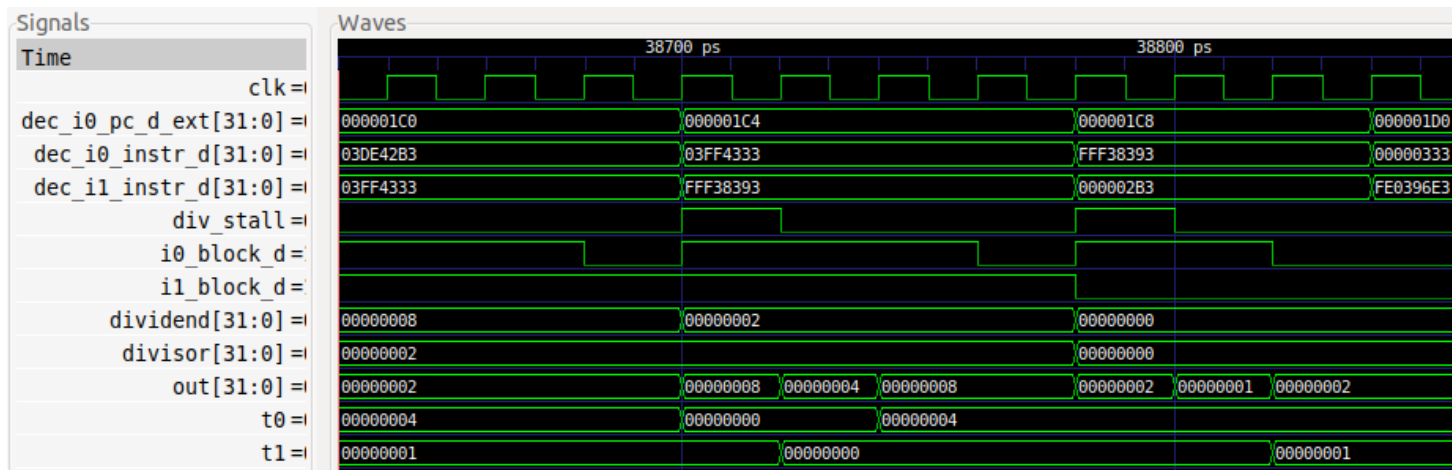 Signals Waves
Time 38700 ps 38800 ps
clk =
dec_i0_pc_d_ext[31:0] = 000001C0 000001C4 000001C8 000001D0
dec_i0_instr_d[31:0] = 03DE42B3 03FF4333 FFF38393 00000333
dec_i1_instr_d[31:0] = 03FF4333 FFF38393 000002B3 FE0396E3
div_stall =
i0_block_d =
i1_block_d =
dividend[31:0] = 00000008 00000002 00000000
divisor[31:0] = 00000002 00000000
out[31:0] = 00000002 00000008 00000004 00000008 00000002 00000001 00000002
t0 = 00000004 00000000 00000004
t1 = 00000001 00000000 00000001